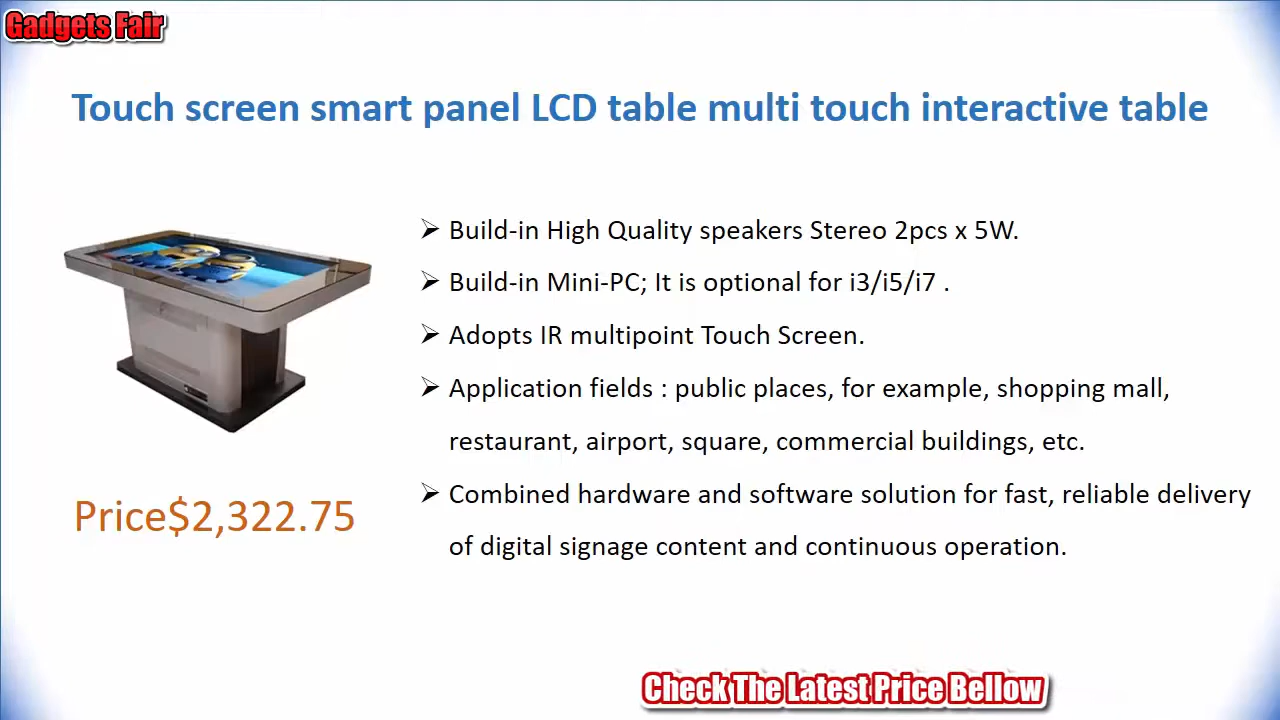 Gadgets Fair
Touch screen smart panel LCD table multi touch interactive table
Build-in High Quality speakers Stereo 2pcs x 5W.
Build-in Mini-PC; It is optional for i3/i5/i7 .
Adopts IR multipoint Touch Screen.
Application fields : public places, for example, shopping mall,
restaurant, airport, square, commercial buildings, etc.
Combined hardware and software solution for fast, reliable delivery
of digital signage content and continuous operation.
Price$2,322.75
Check The Latest Price Bellow